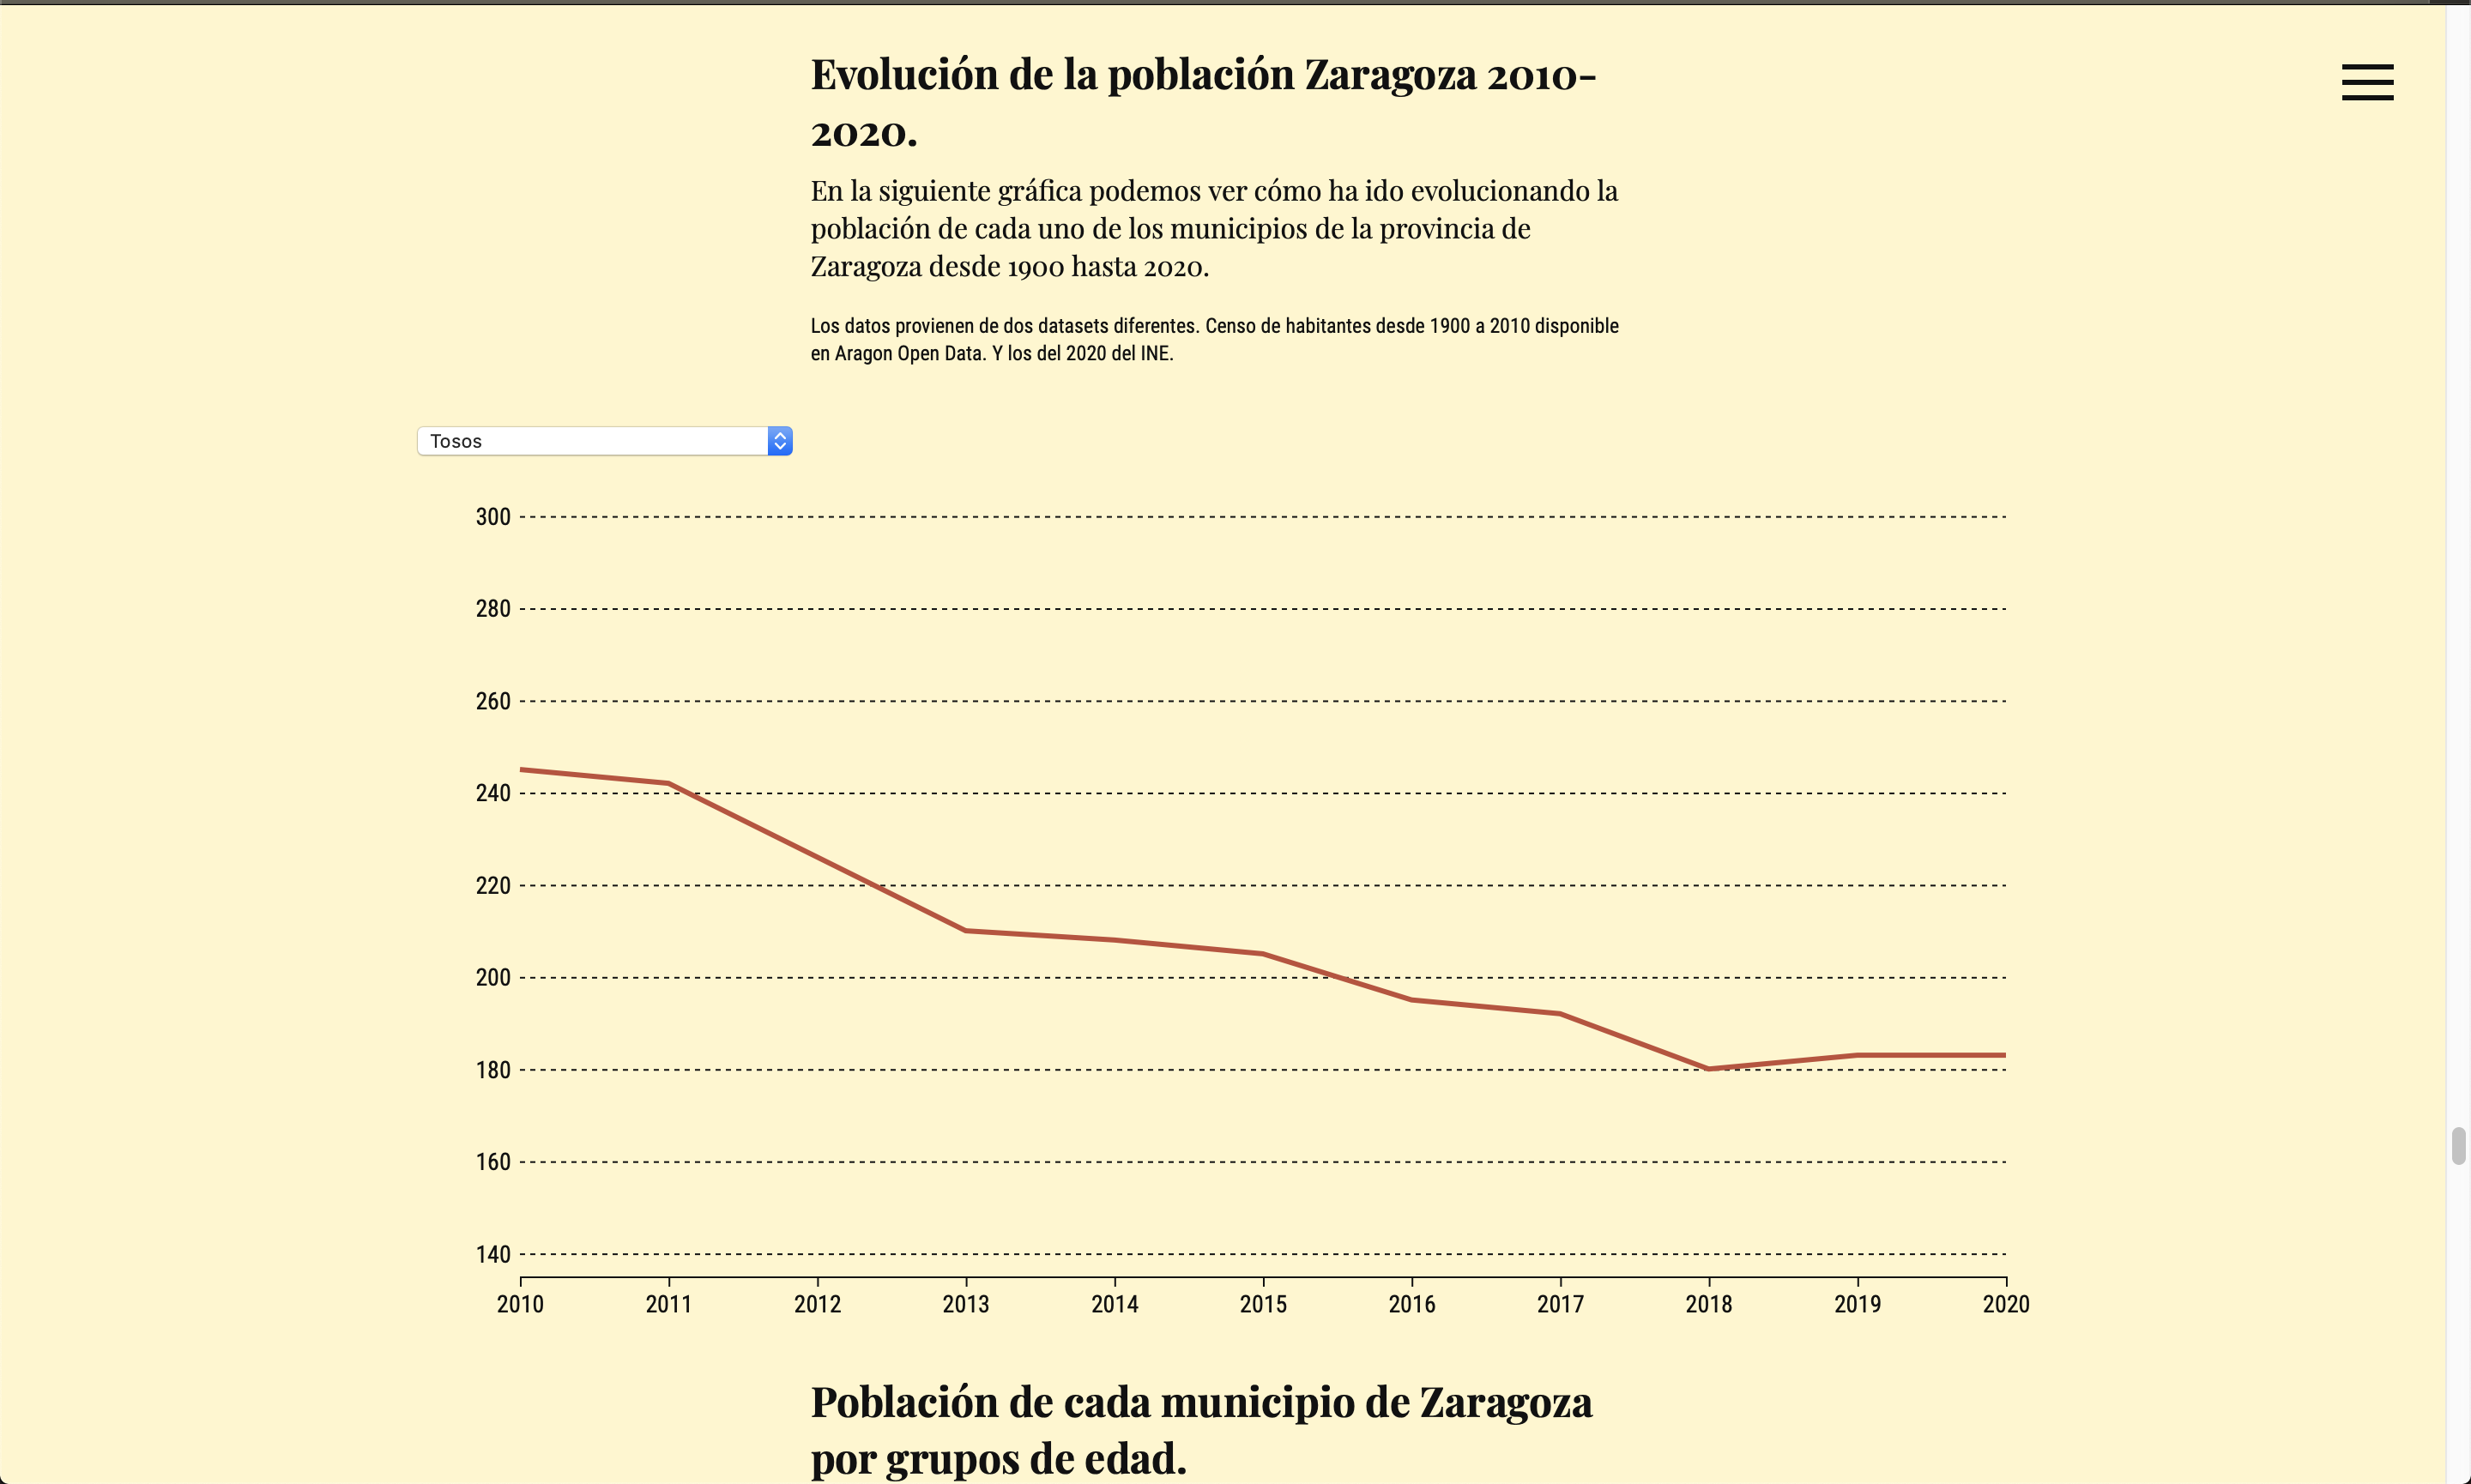 Evolución de la población Zaragoza 2010-
2020.
En la siguiente gráfica podemos ver cómo ha ido evolucionando la
población de cada uno de los municipios de la provincia de
Zaragoza desde 1900 hasta 2020.
Los datos provienen de dos datasets diferentes. Censo de habitantes desde 1900 a 2010 disponible
en Aragon Open Data. Y los del 2020 del INE.
Tosos
300
280
260
240
220
200
180
160
140
2010 2011 2012 2013 2014 2015 2016 2017 2018 2019 2020
Población de cada municipio de Zaragoza
por grupos de edad.